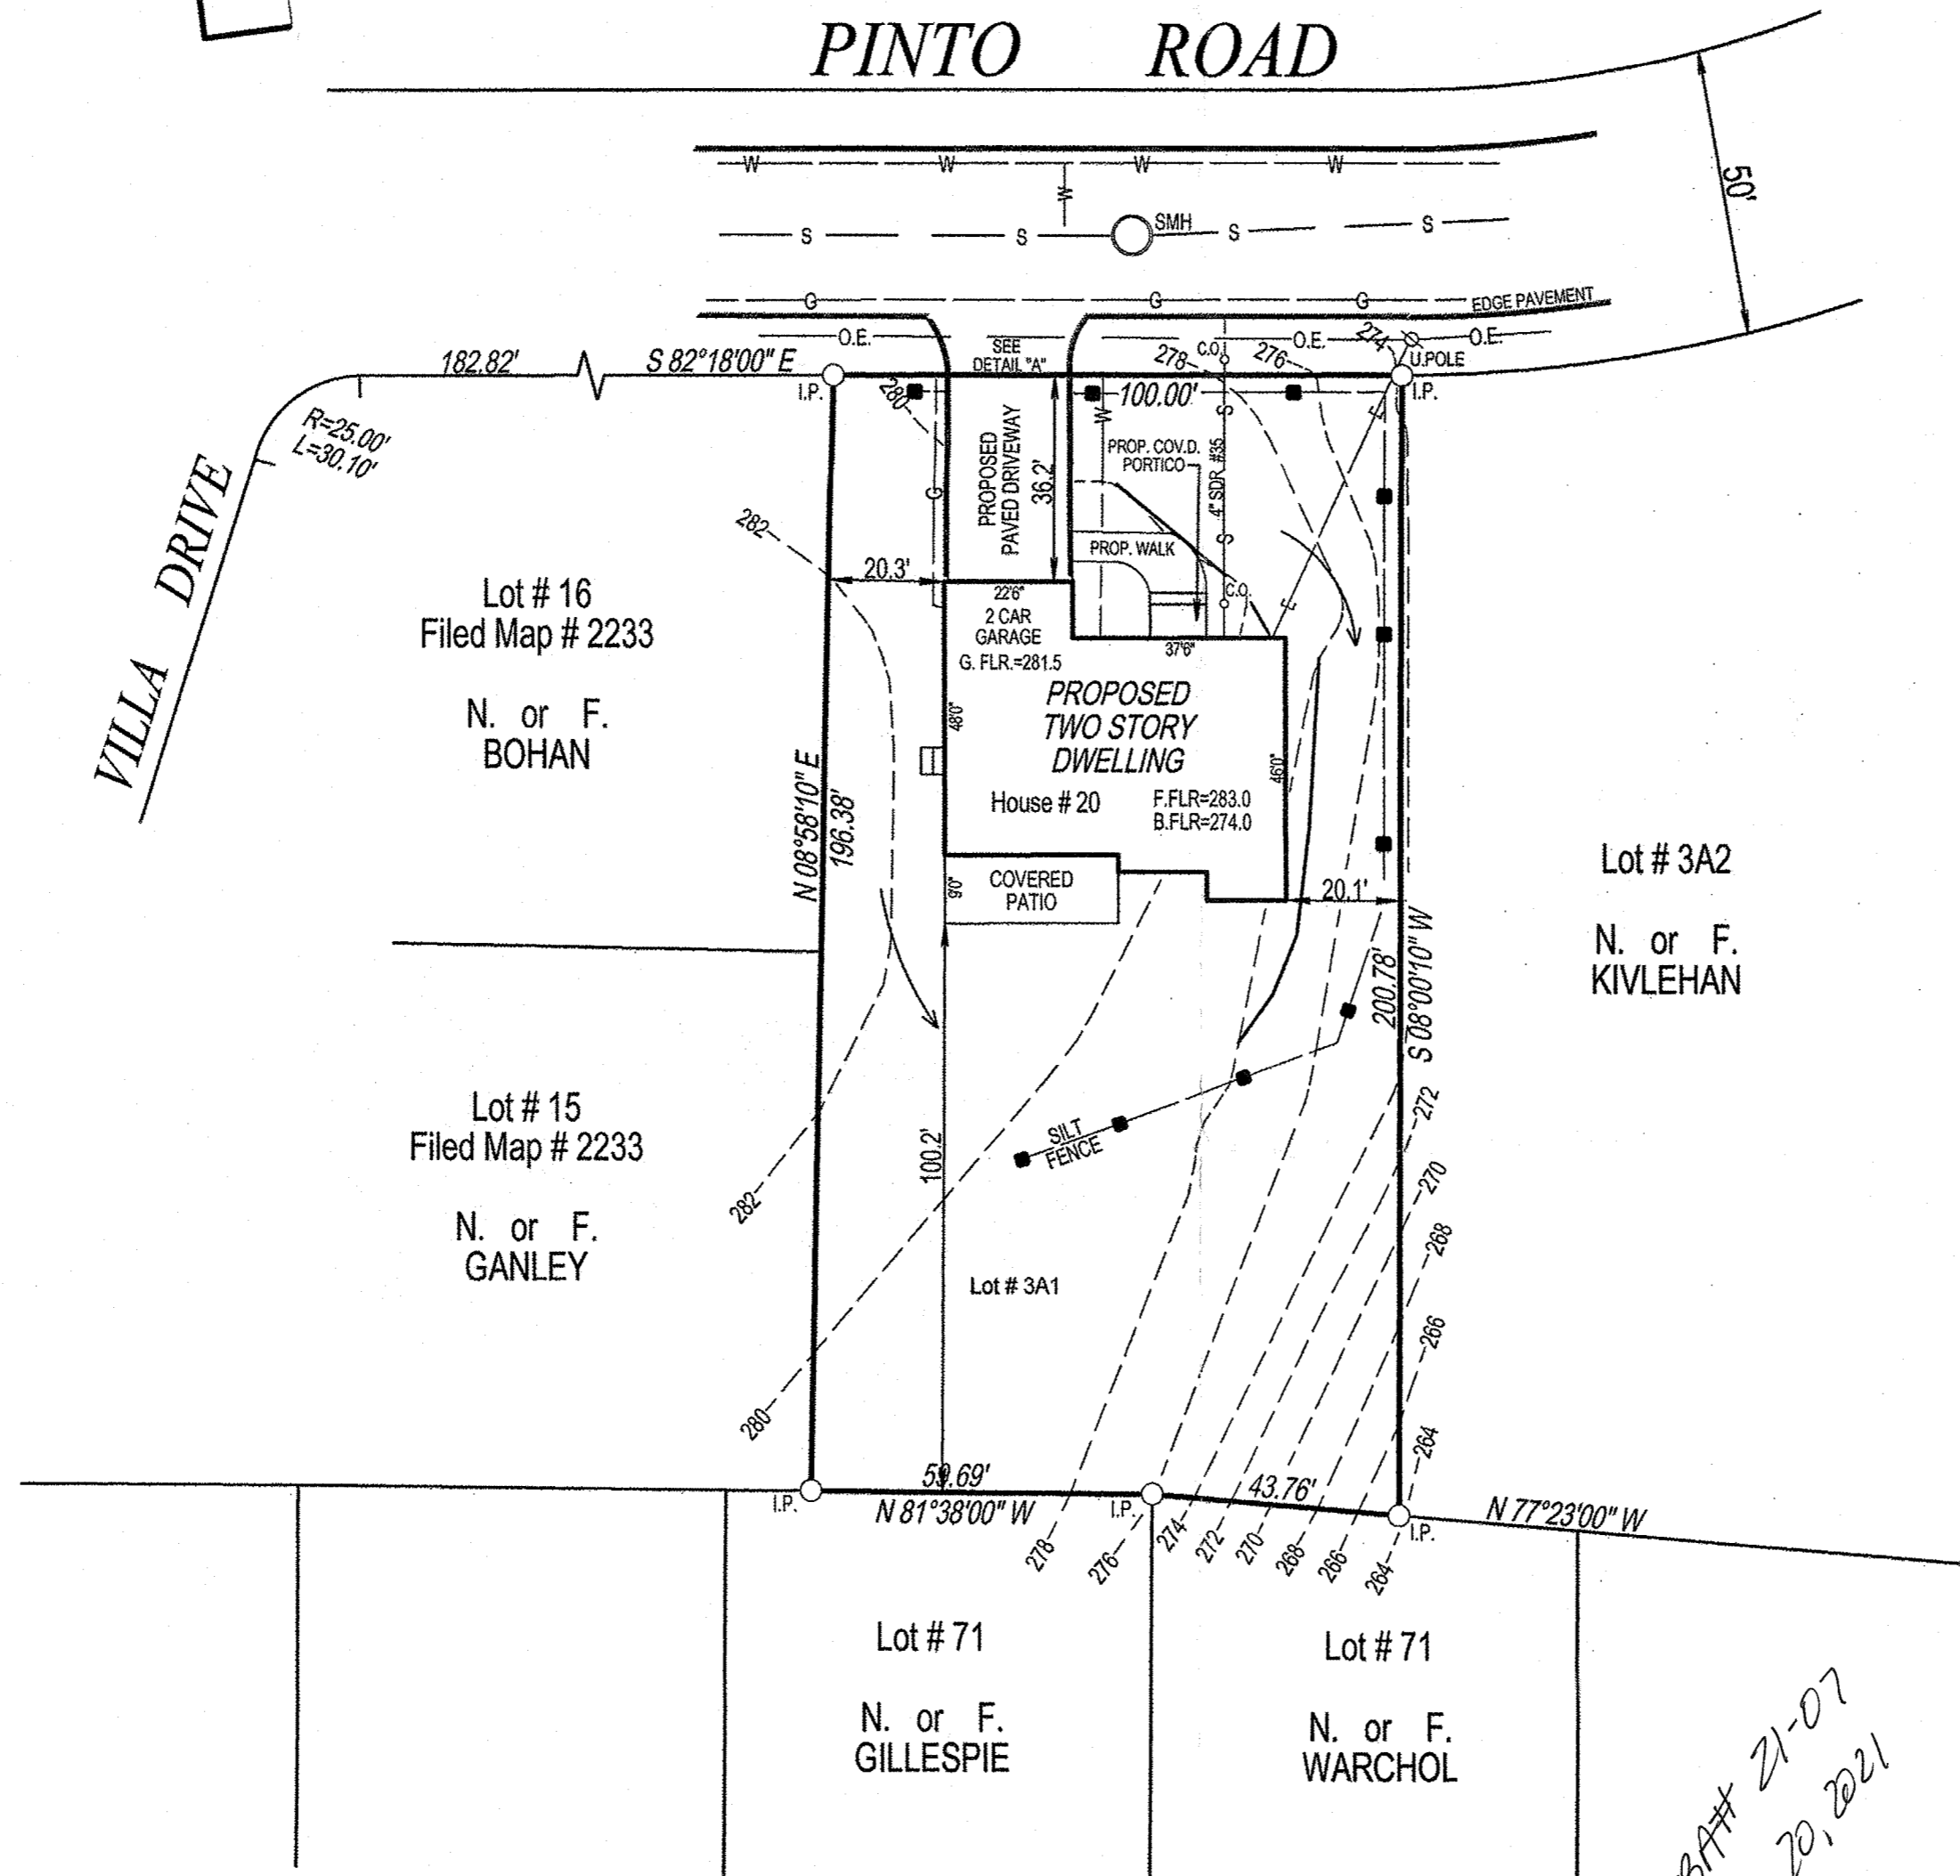 PINTO ROAD
W W W W
W
50'
SMH
S S S S
G G G
EDGE PAVEMENT
O.E. O.E. O.E.
SEE
DETAIL "A"
278
C.O.
276
274
U.POLE
182.82'
S 82°18'00" E
I.P.
I.P.
280
100.00'
W
S
E
R=25.00'
L=30.10'
VILLA DRIVE
PROPOSED
PAVED DRIVEWAY
36.2'
PROP. COV.D.
PORTICO
4" SDR #35
G
282
S
PROP. WALK
20.3'
C.O.
E
Lot # 16
Filed Map # 2233
N. or F.
BOHAN
22'6"
2 CAR
GARAGE
G. FLR.=281.5
37'6"
PROPOSED
TWO STORY
DWELLING
48'0"
46'0"
House # 20
F.FLR=283.0
B.FLR=274.0
N 08°58'10" E
196.38'
COVERED
PATIO
9'0"
20.1'
Lot # 3A2
N. or F.
KIVLEHAN
200.78'
S 08°00'10" W
Lot # 15
Filed Map # 2233
N. or F.
GANLEY
100.2'
SILT
FENCE
282
272
270
268
266
264
Lot # 3A1
280
59.69'
N 81°38'00" W
I.P.
I.P.
43.76'
I.P.
N 77°23'00" W
278
276
274
272
270
268
266
264
Lot # 71
N. or F.
GILLESPIE
Lot # 71
N. or F.
WARCHOL
BA# 21-07
20, 2021